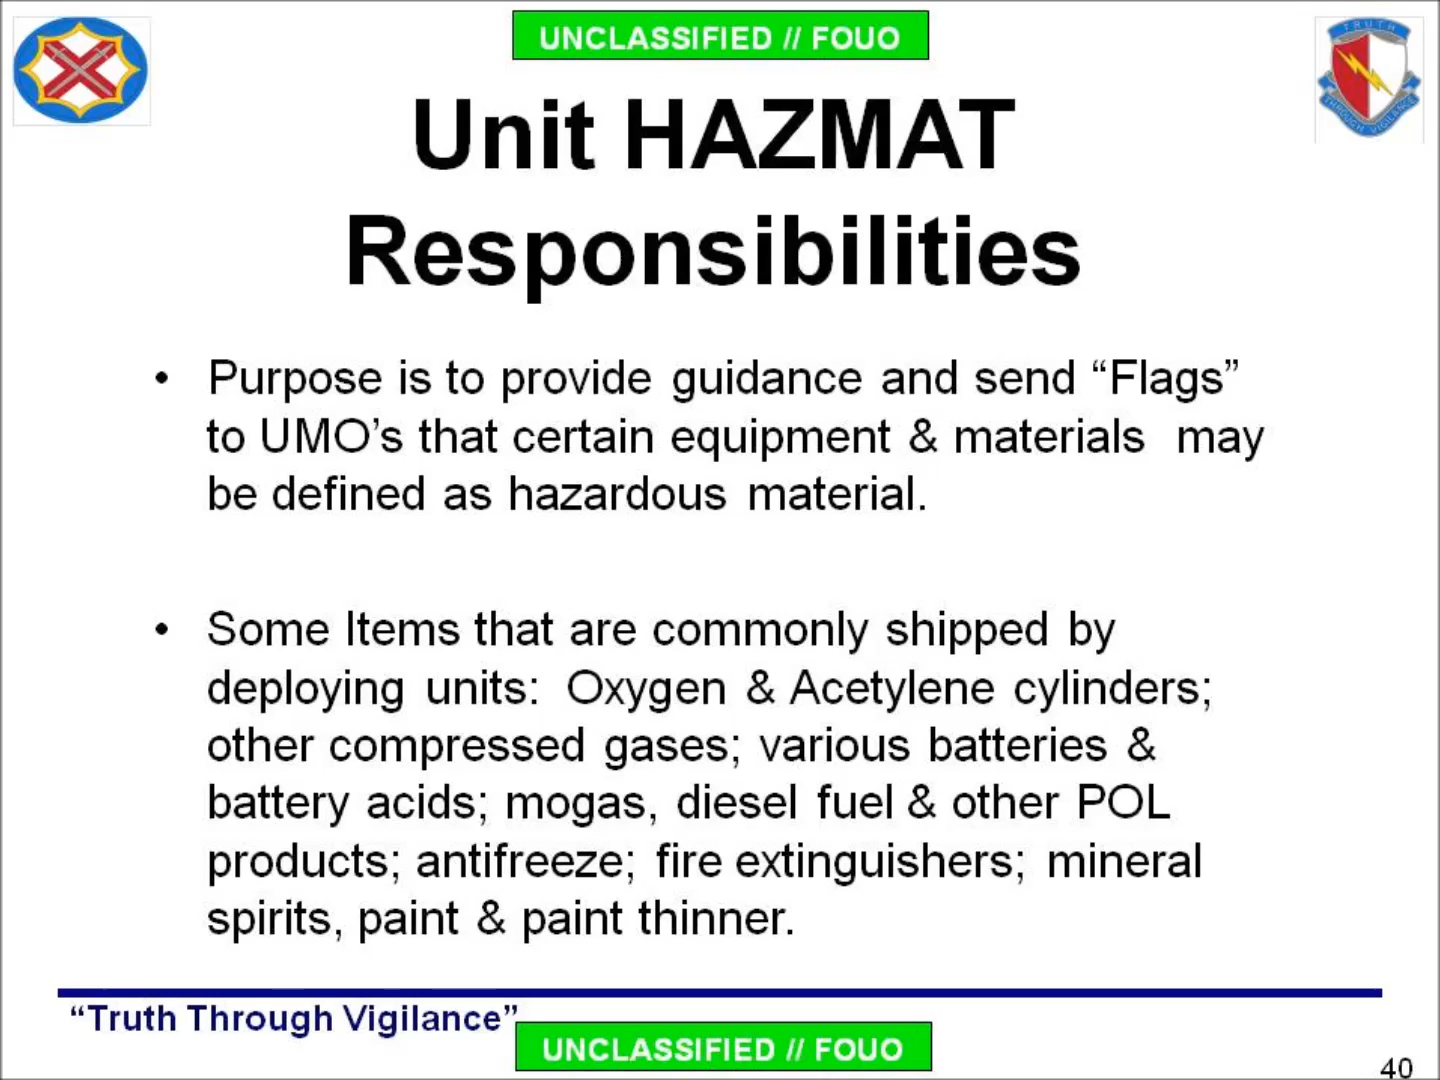 UNCLASSIFIED // FOUO
TRUTH
THROUGH VIGILANCE
Unit HAZMAT
Responsibilities
• Purpose is to provide guidance and send “Flags”
to UMO’s that certain equipment & materials may
be defined as hazardous material.
• Some Items that are commonly shipped by
deploying units: Oxygen & Acetylene cylinders;
other compressed gases; various batteries &
battery acids; mogas, diesel fuel & other POL
products; antifreeze; fire extinguishers; mineral
spirits, paint & paint thinner.
“Truth Through Vigilance”
UNCLASSIFIED // FOUO
40